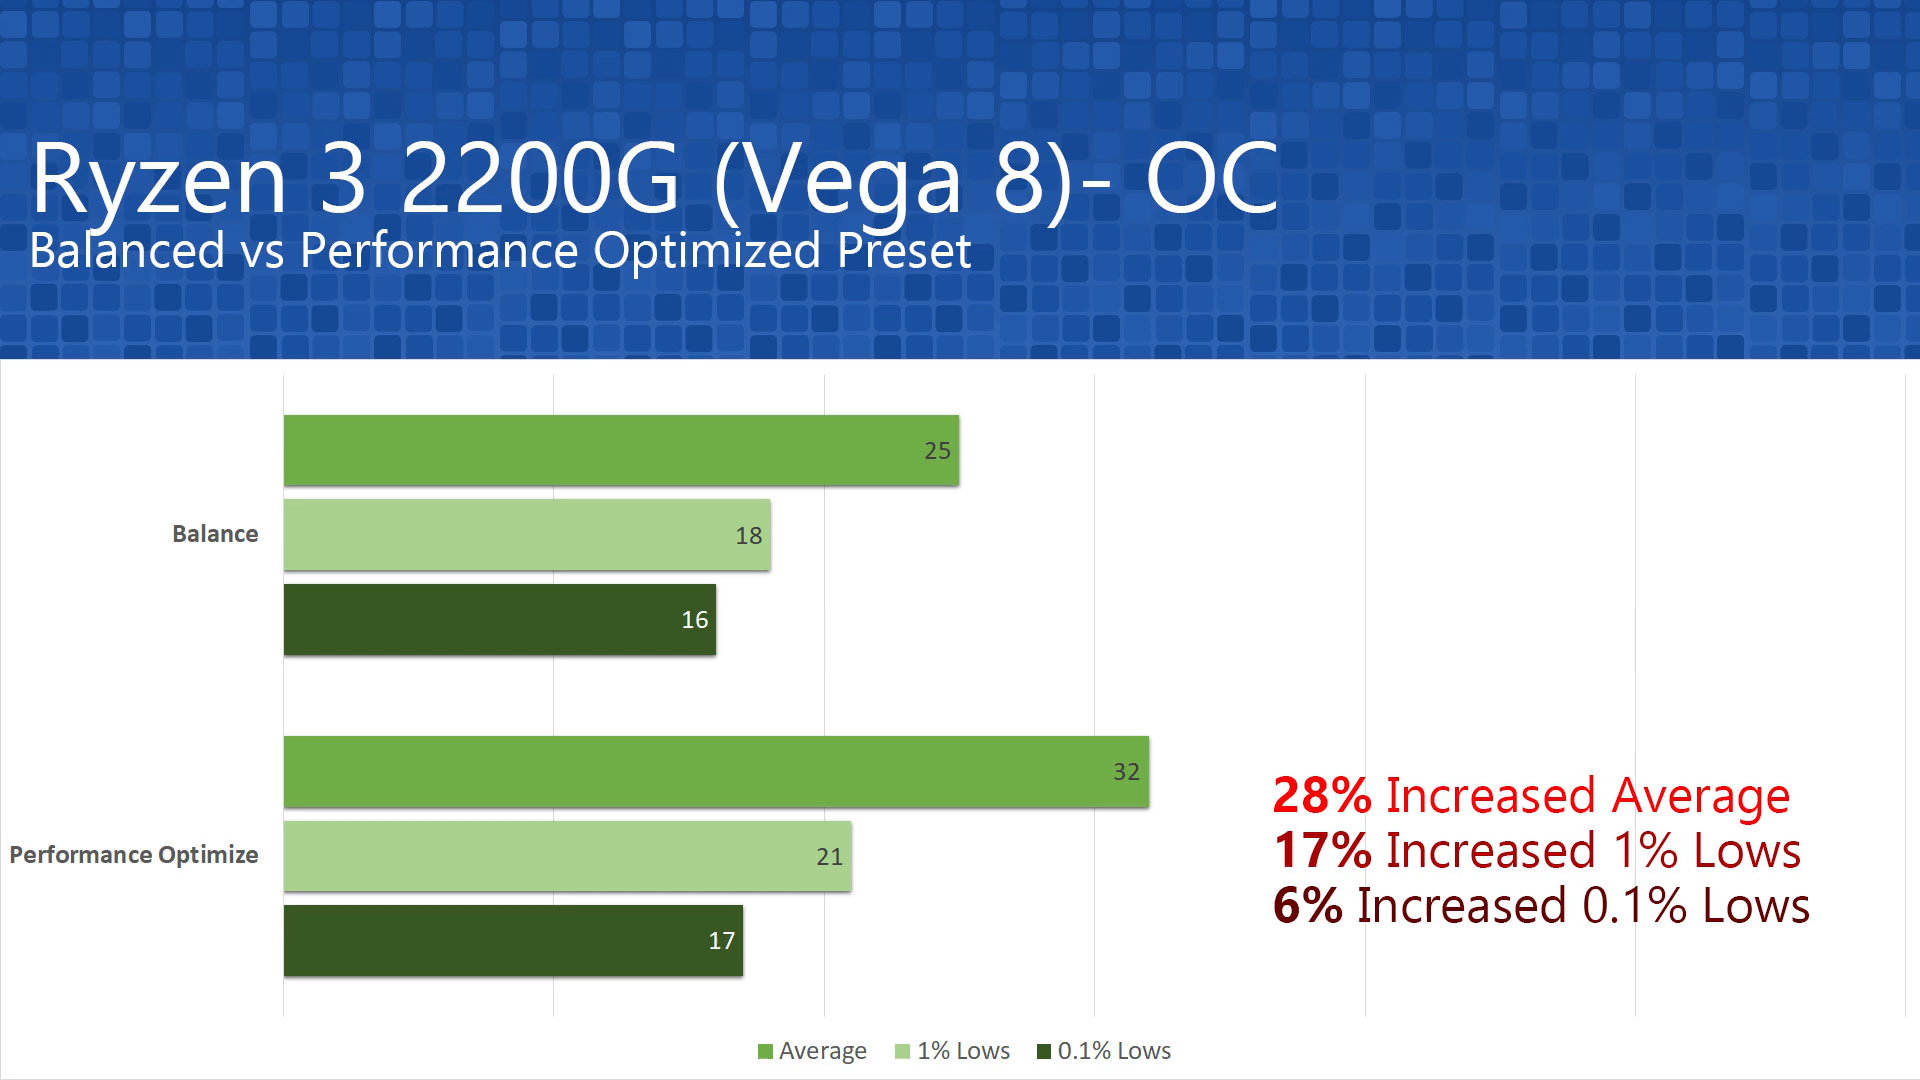 Ryzen 3 2200G (Vega 8)- OC
Balanced vs Performance Optimized Preset
25
Balance
18
16
32
Performance Optimize
21
17
28% Increased Average
17% Increased 1% Lows
6% Increased 0.1% Lows
Average 1% Lows 0.1% Lows